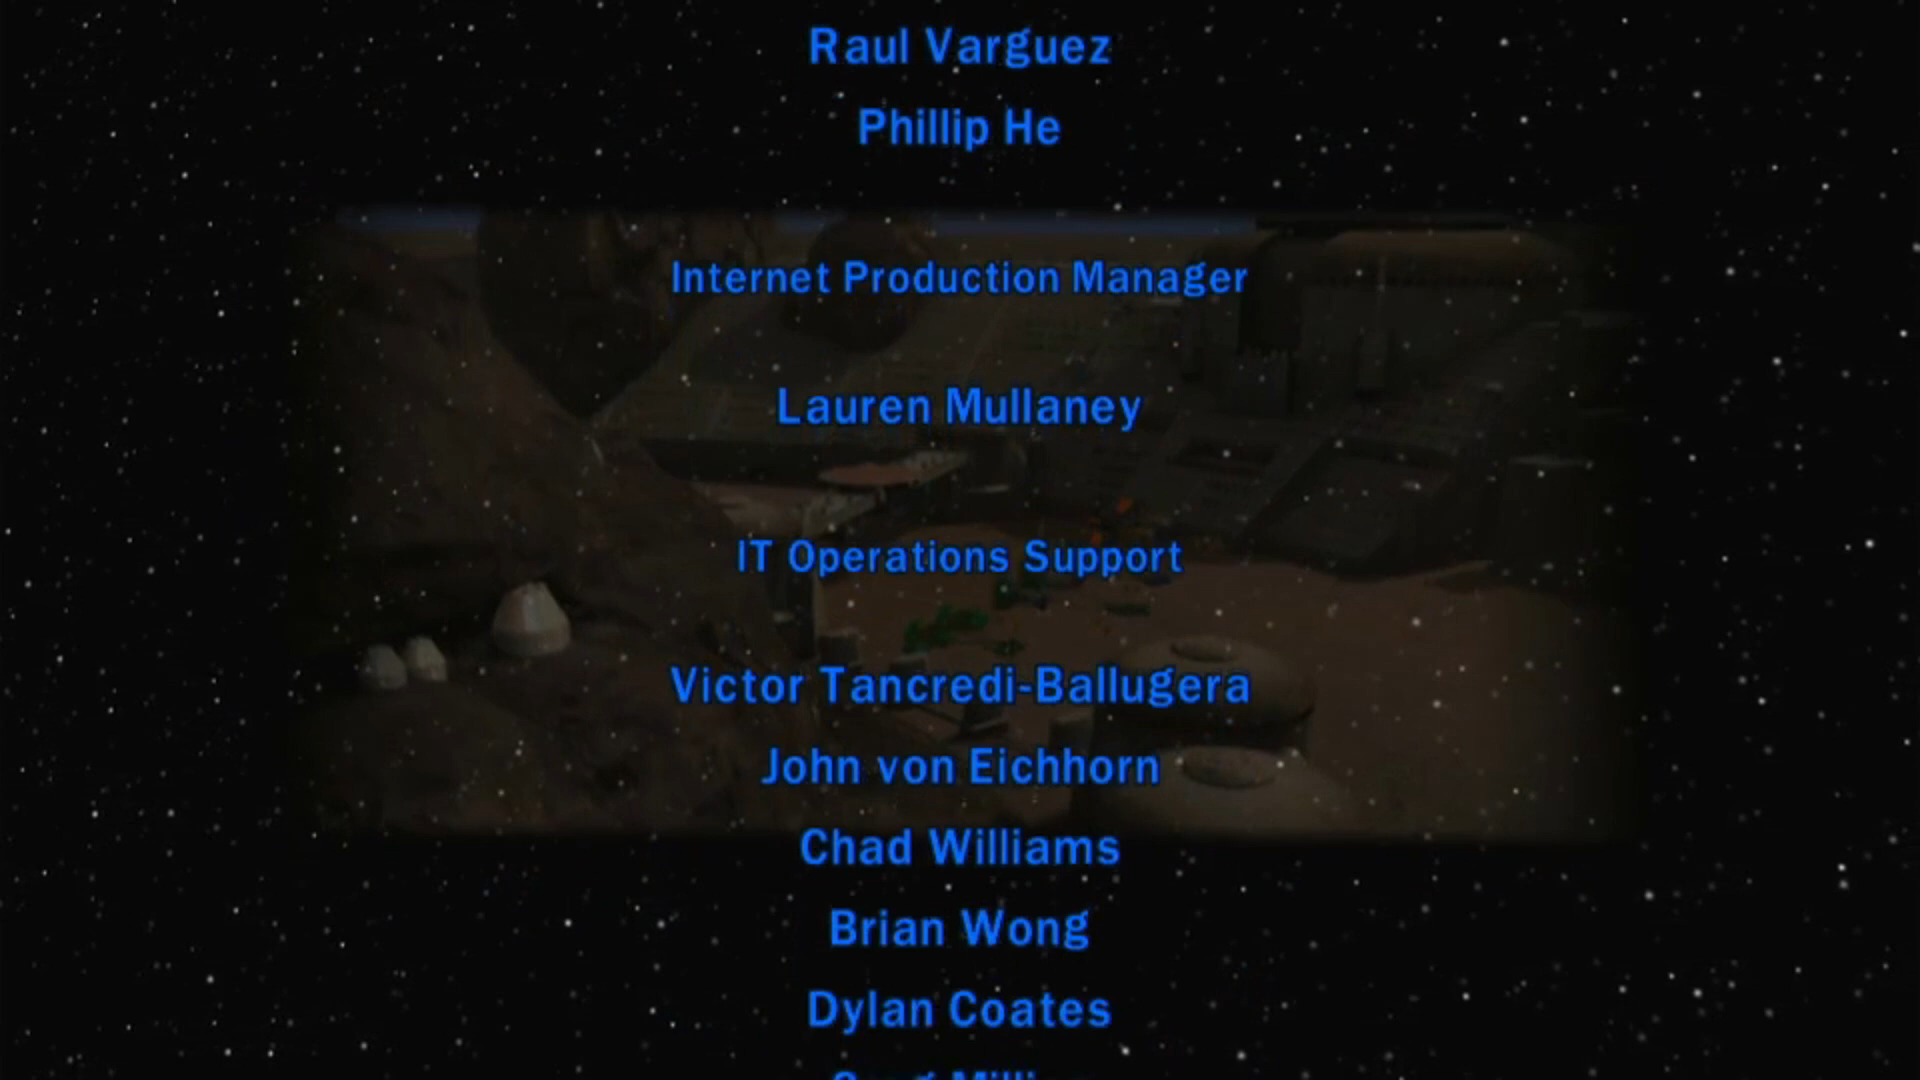 Raul Varguez
Phillip He
Internet Production Manager
Lauren Mullaney
IT Operations Support
Victor Tancredi-Ballugera
John von Eichhorn
Chad Williams
Brian Wong
Dylan Coates